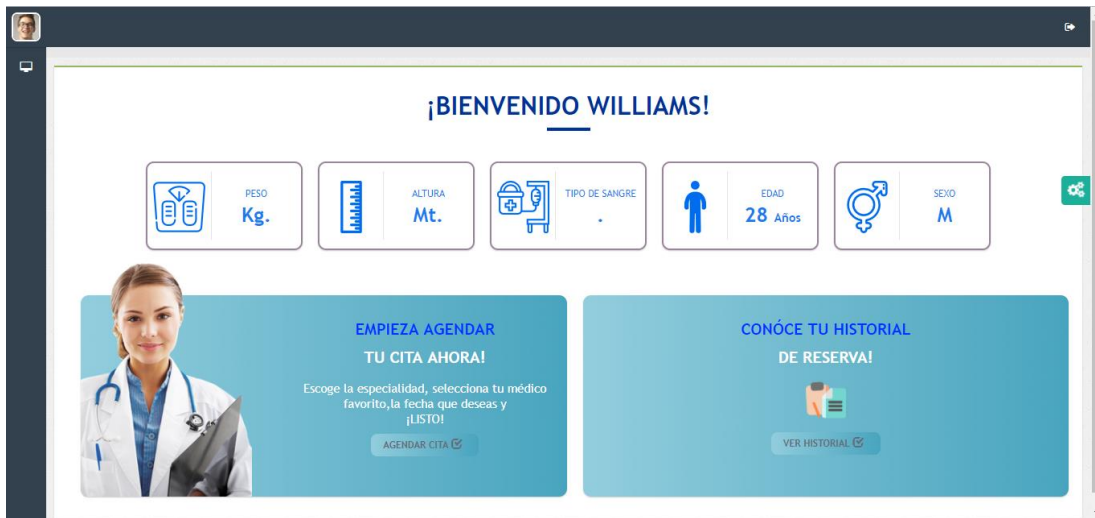 ¡BIENVENIDO WILLIAMS!
PESO
Kg.
ALTURA
Mt.
TIPO DE SANGRE
.
EDAD
28 Años
SEXO
M
EMPIEZA AGENDAR
TU CITA AHORA!
Escoge la especialidad, selecciona tu médico
favorito,la fecha que deseas y
¡LISTO!
AGENDAR CITA
CONÓCE TU HISTORIAL
DE RESERVA!
VER HISTORIAL